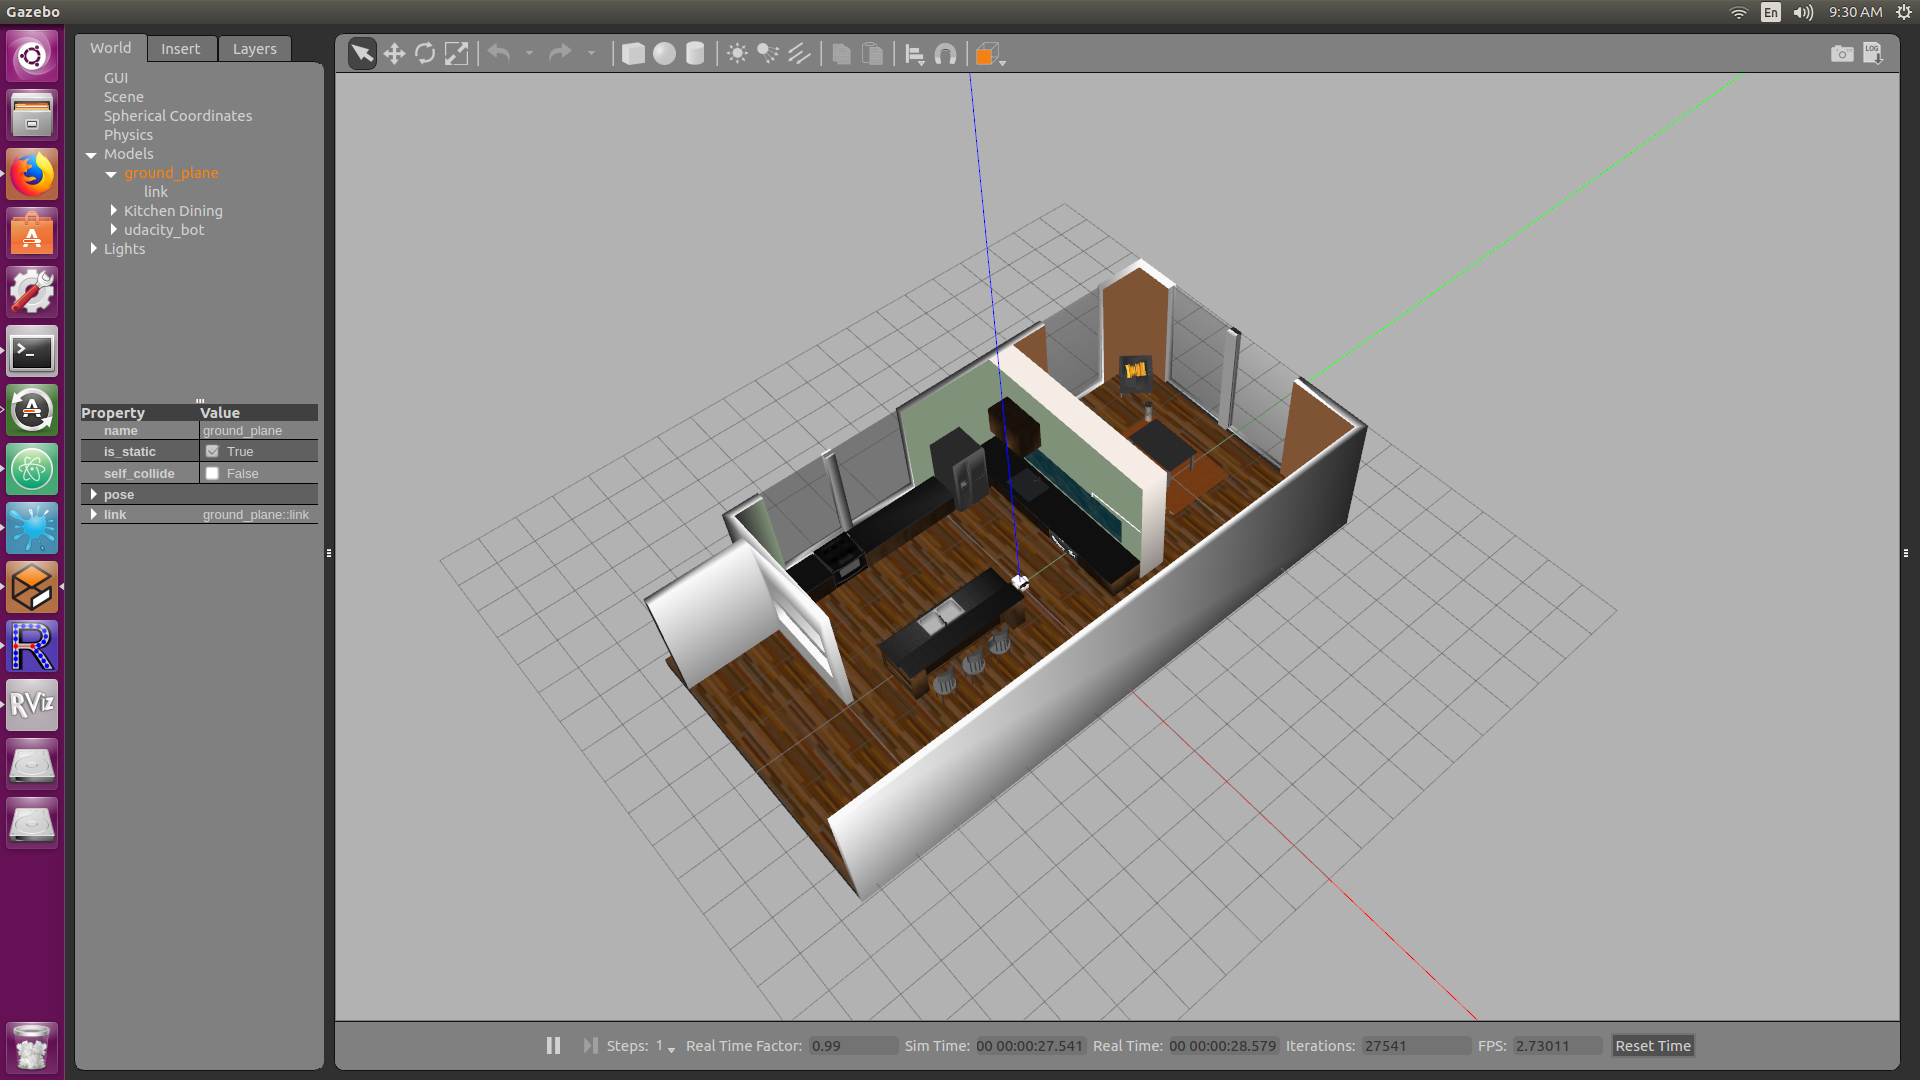 Gazebo
En
9:30 AM
World Insert Layers
GUI
Scene
Spherical Coordinates
Physics
Models
ground_plane
link
Kitchen Dining
udacity_bot
Lights
Property Value
name ground_plane
is_static True
self_collide False
pose
link ground_plane::link
LOG
RViz
Steps: 1 Real Time Factor: 0.99 Sim Time: 00 00:00:27.541 Real Time: 00 00:00:28.579 Iterations: 27541 FPS: 2.73011 Reset Time